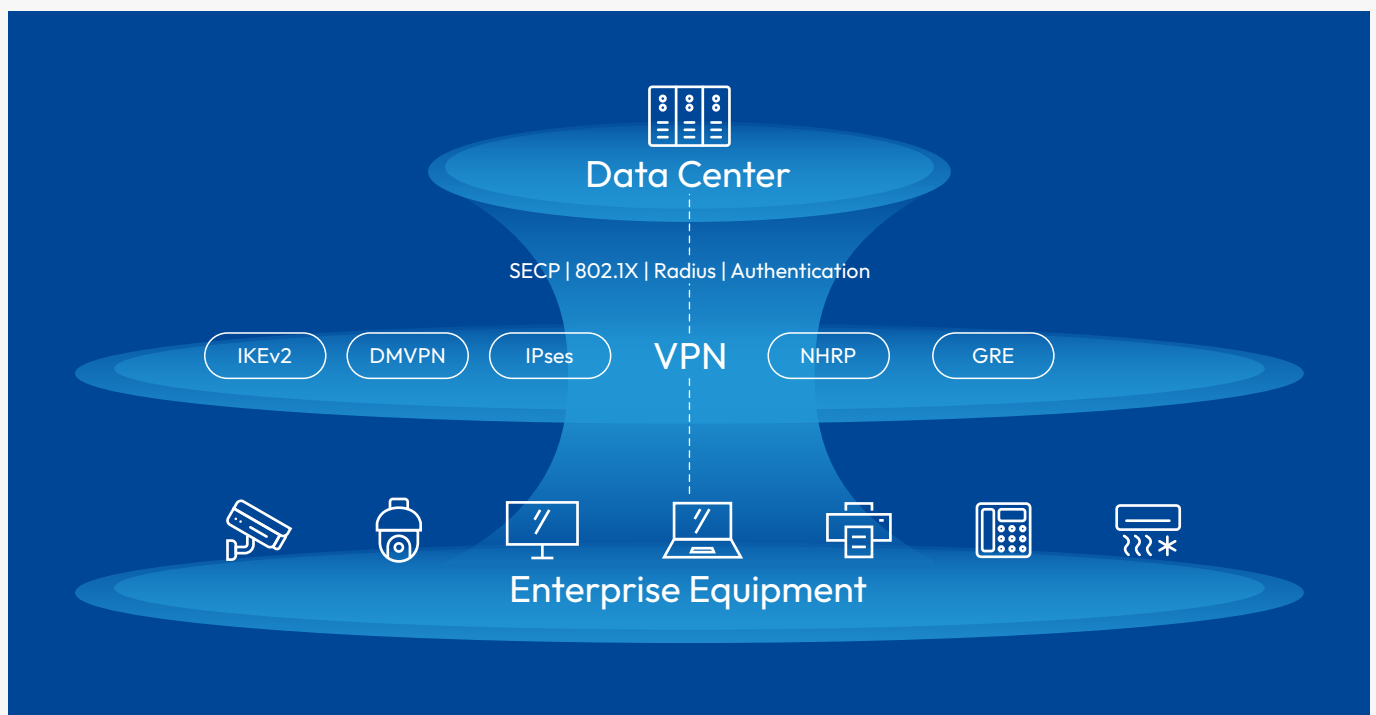 Data Center
SECP | 802.1X | Radius | Authentication
IKEv2 DMVPN IPses VPN NHRP GRE
Enterprise Equipment